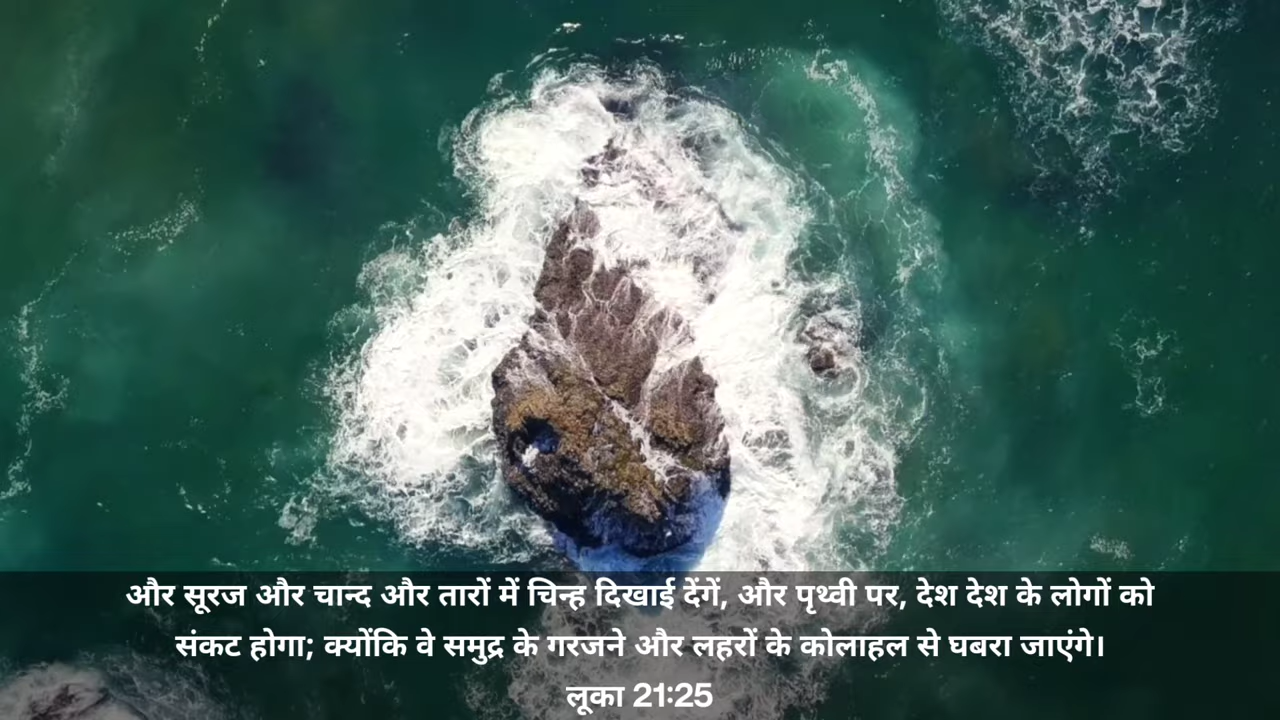 और सूरज और चान्द और तारों में चिन्ह दिखाई देंगें, और पृथ्वी पर, देश देश के लोगों को
संकट होगा; क्योंकि वे समुद्र के गरजने और लहरों के कोलाहल से घबरा जाएंगे।
लूका 21:25